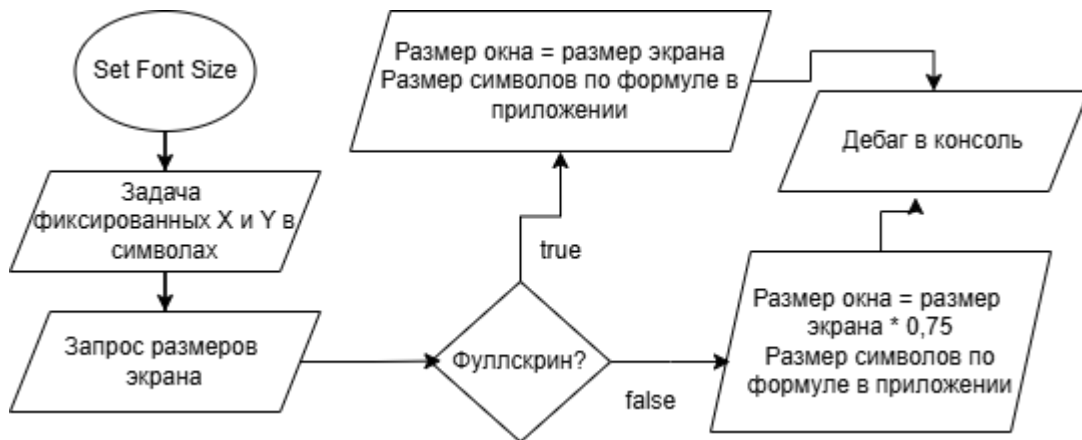 Set Font Size
Задача
фиксированных X и Y в
символах
Запрос размеров
экрана
Фуллскрин?
true
Размер окна = размер экрана
Размер символов по формуле в
приложении
false
Размер окна = размер
экрана * 0,75
Размер символов по
формуле в приложении
Дебаг в консоль